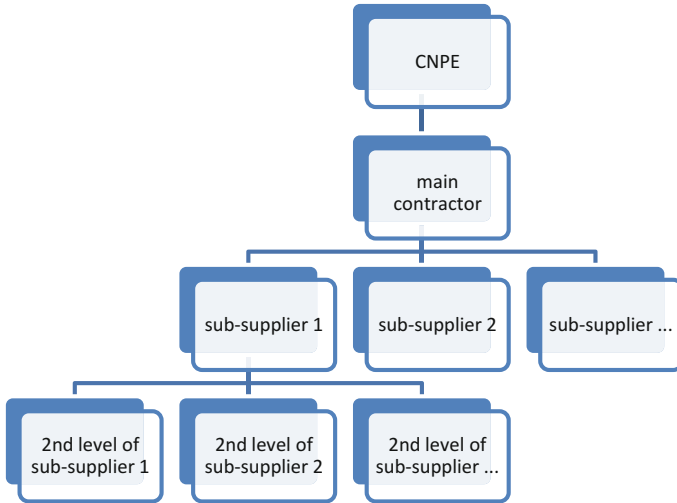 CNPE
main
contractor
sub-supplier 1
sub-supplier 2
sub-supplier ...
2nd level of
sub-supplier 1
2nd level of
sub-supplier 2
2nd level of
sub-supplier ...